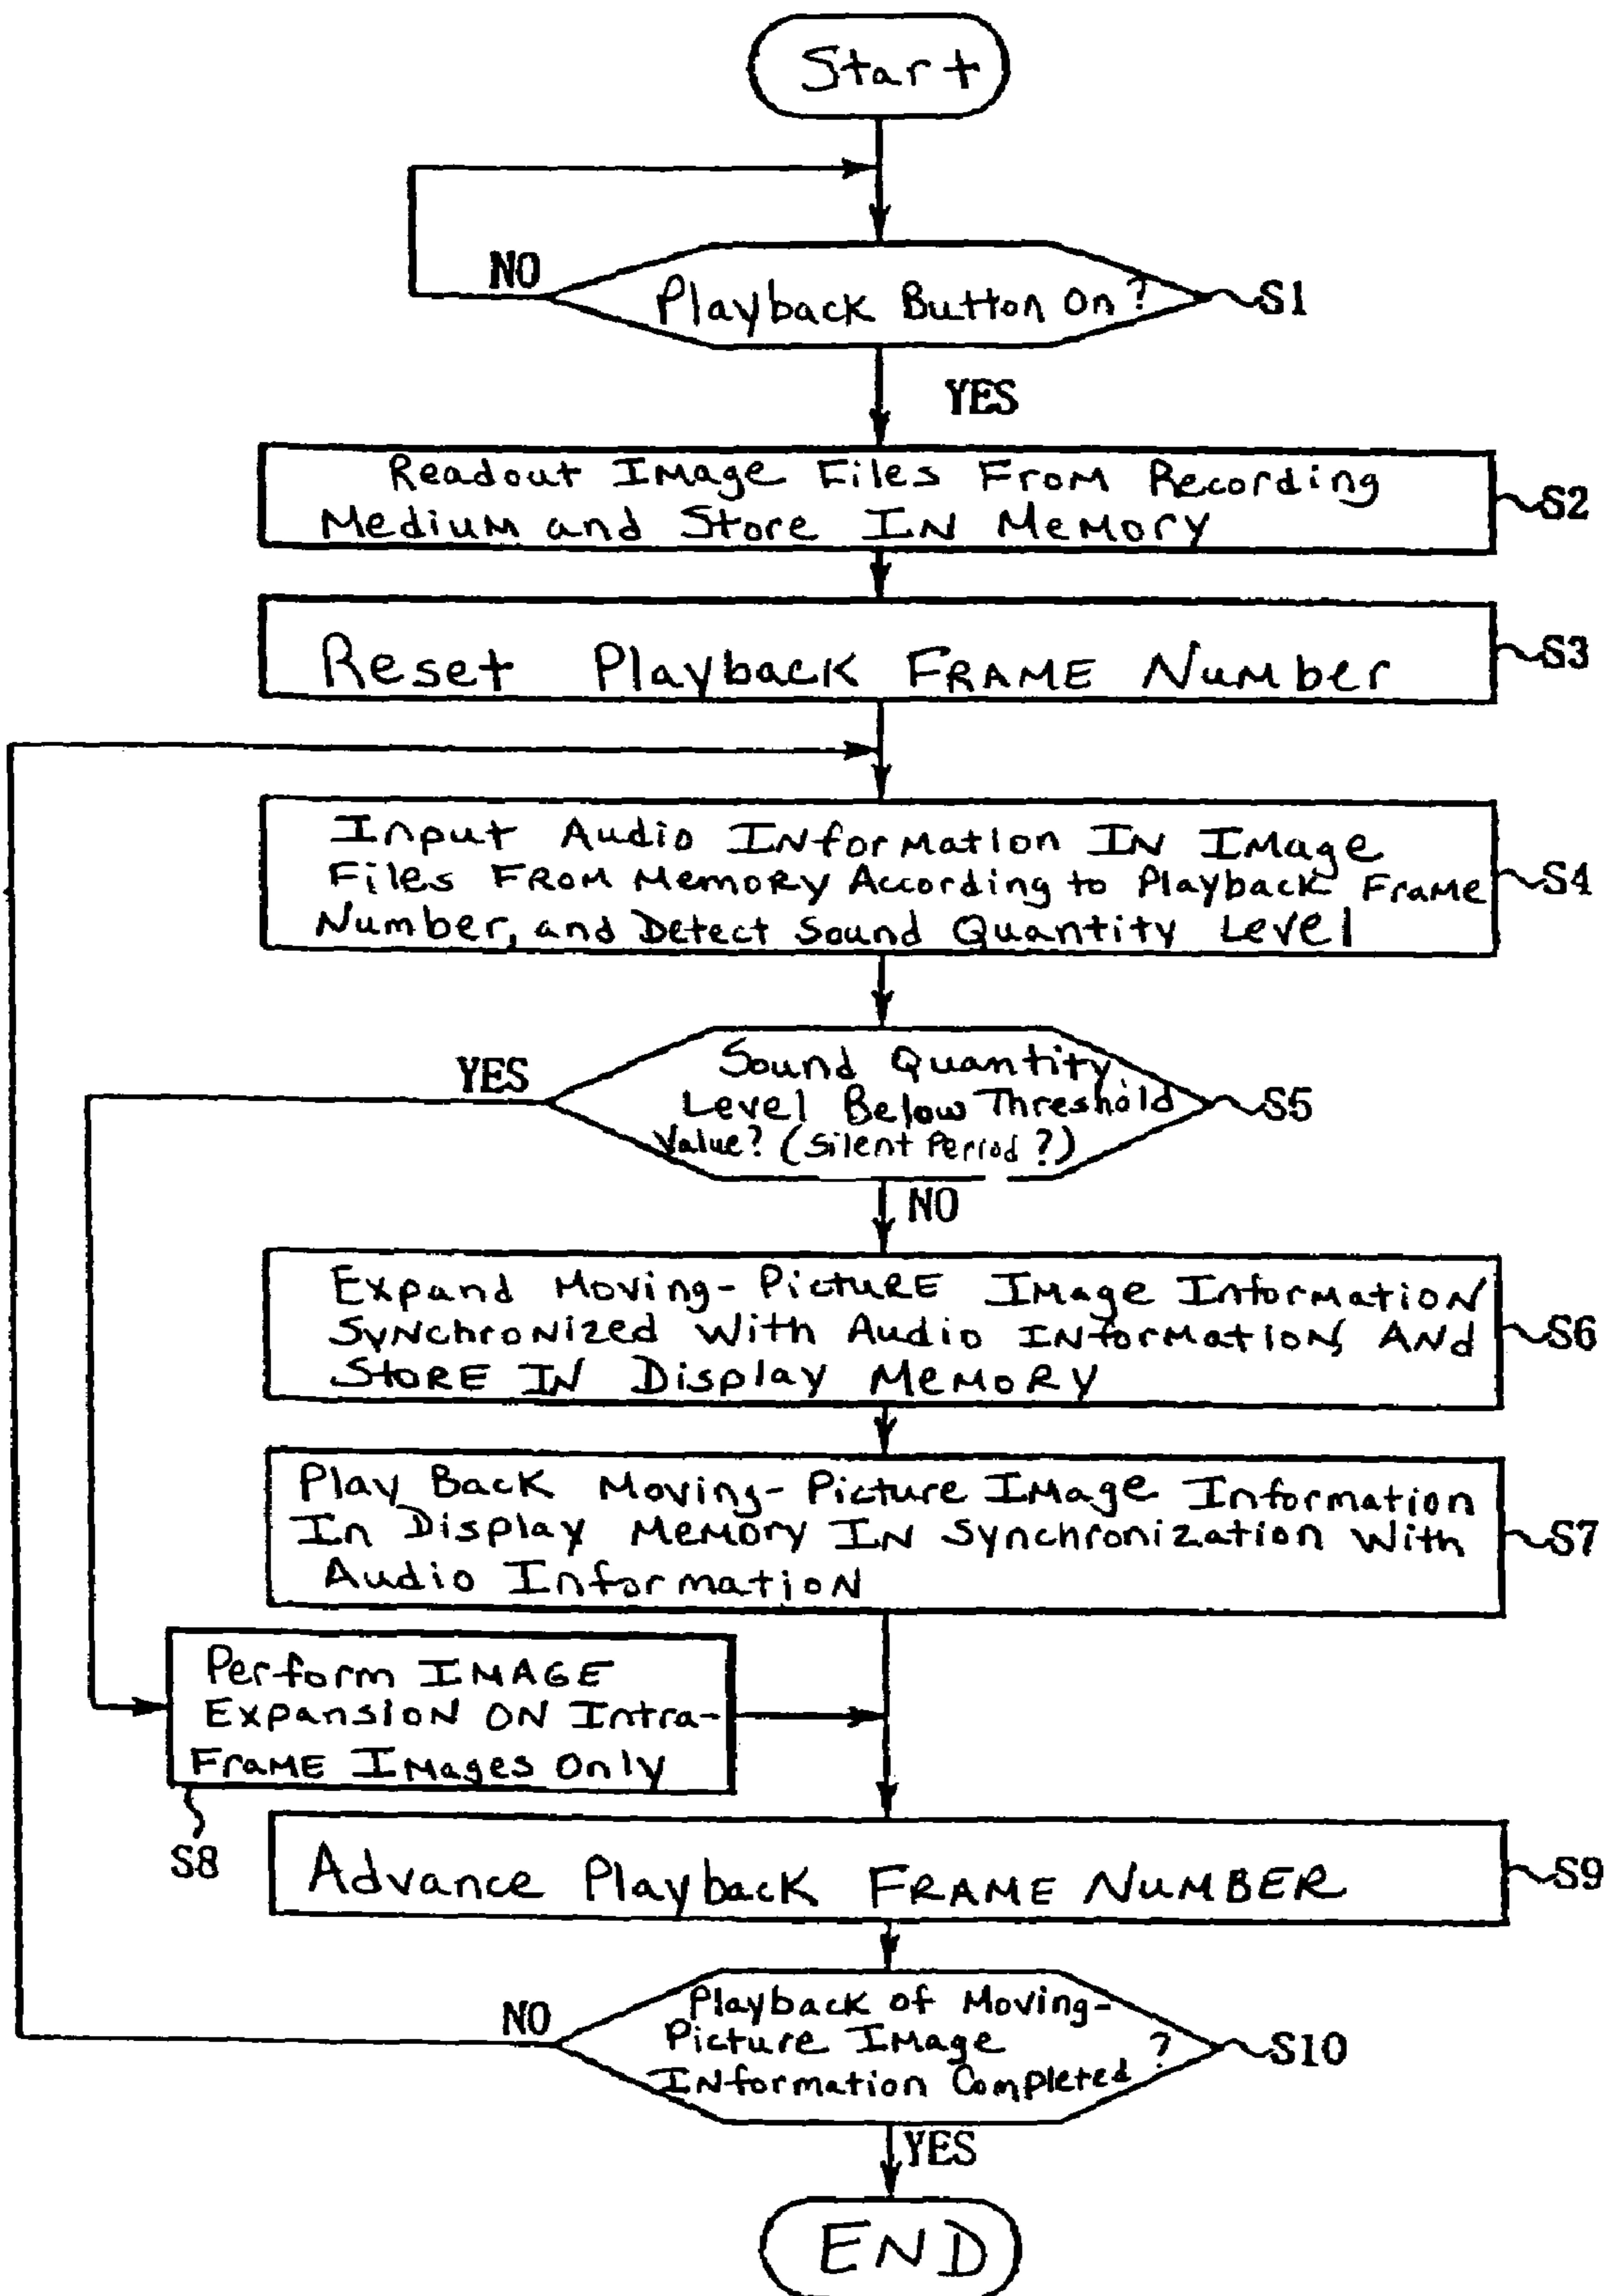 Start
NO
Playback Button On?
S1
YES
Readout Image Files From Recording
Medium and Store In Memory
S2
Reset Playback Frame Number
S3
Input Audio Information In Image
Files From Memory According to Playback Frame
Number, and Detect Sound Quantity Level
S4
YES
Sound Quantity
Level Below Threshold
Value? (Silent Period?)
S5
NO
Expand Moving-Picture Image Information
Synchronized With Audio Information, And
Store In Display Memory
S6
Play Back Moving-Picture Image Information
In Display Memory In Synchronization With
Audio Information
S7
Perform Image
Expansion On Intra-
Frame Images Only
S8
Advance Playback Frame Number
S9
NO
Playback of Moving-
Picture Image
Information Completed ?
S10
YES
END